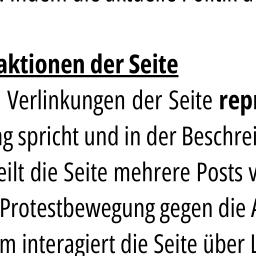 aktionen der Seite
Verlinkungen der Seite rep
g spricht und in der Beschrei
eilt die Seite mehrere Posts v
Protestbewegung gegen die A
m interagiert die Seite über L